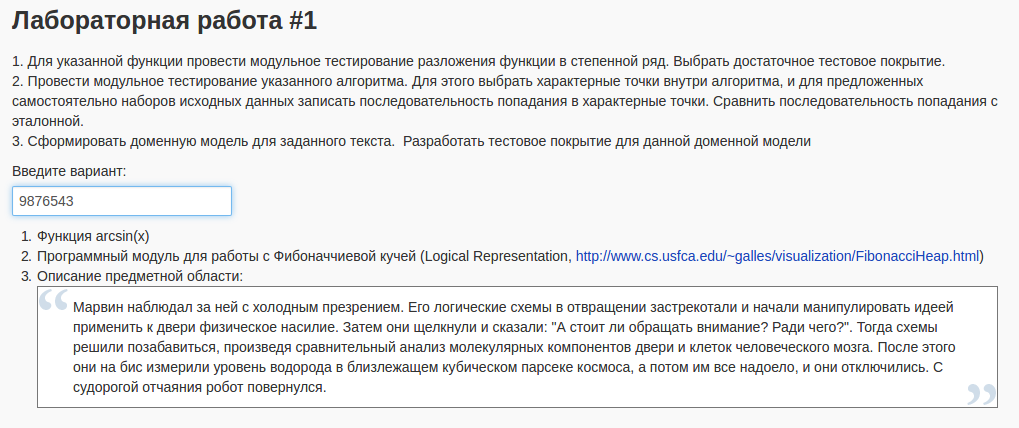 Лабораторная работа #1
1. Для указанной функции провести модульное тестирование разложения функции в степенной ряд. Выбрать достаточное тестовое покрытие.
2. Провести модульное тестирование указанного алгоритма. Для этого выбрать характерные точки внутри алгоритма, и для предложенных
самостоятельно наборов исходных данных записать последовательность попадания в характерные точки. Сравнить последовательность попадания с
эталонной.
3. Сформировать доменную модель для заданного текста.  Разработать тестовое покрытие для данной доменной модели
Введите вариант:
9876543
1. Функция arcsin(x)
2. Программный модуль для работы с Фибоначчиевой кучей (Logical Representation, http://www.cs.usfca.edu/~galles/visualization/FibonacciHeap.html)
3. Описание предметной области:
“ Марвин наблюдал за ней с холодным презрением. Его логические схемы в отвращении застрекотали и начали манипулировать идеей
применить к двери физическое насилие. Затем они щелкнули и сказали: "А стоит ли обращать внимание? Ради чего?". Тогда схемы
решили позабавиться, произведя сравнительный анализ молекулярных компонентов двери и клеток человеческого мозга. После этого
они на бис измерили уровень водорода в близлежащем кубическом парсеке космоса, а потом им все надоело, и они отключились. С
судорогой отчаяния робот повернулся. ”